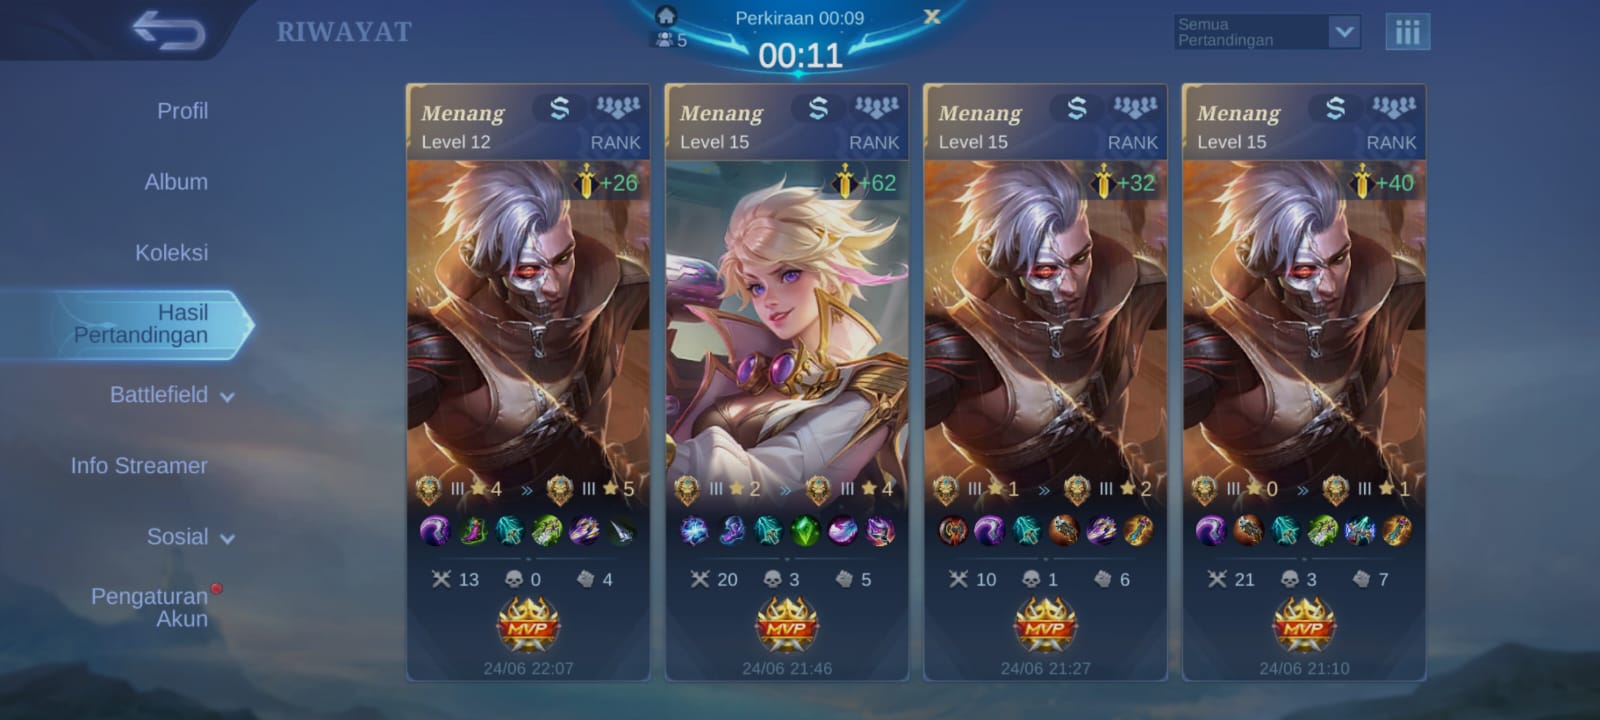 RIWAYAT
5
Perkiraan 00:09
X
00:11
Semua
Pertandingan
Profil
Album
Koleksi
Hasil
Pertandingan
Battlefield
Info Streamer
Sosial
Pengaturan
Akun
Menang
Level 12
RANK
+26
III 4 » III 5
13 0 4
MVP
24/06 22:07
Menang
Level 15
RANK
+62
III 2 » III 4
20 3 5
MVP
24/06 21:46
Menang
Level 15
RANK
+32
III 1 » III 2
10 1 6
MVP
24/06 21:27
Menang
Level 15
RANK
+40
III 0 » III 1
21 3 7
MVP
24/06 21:10